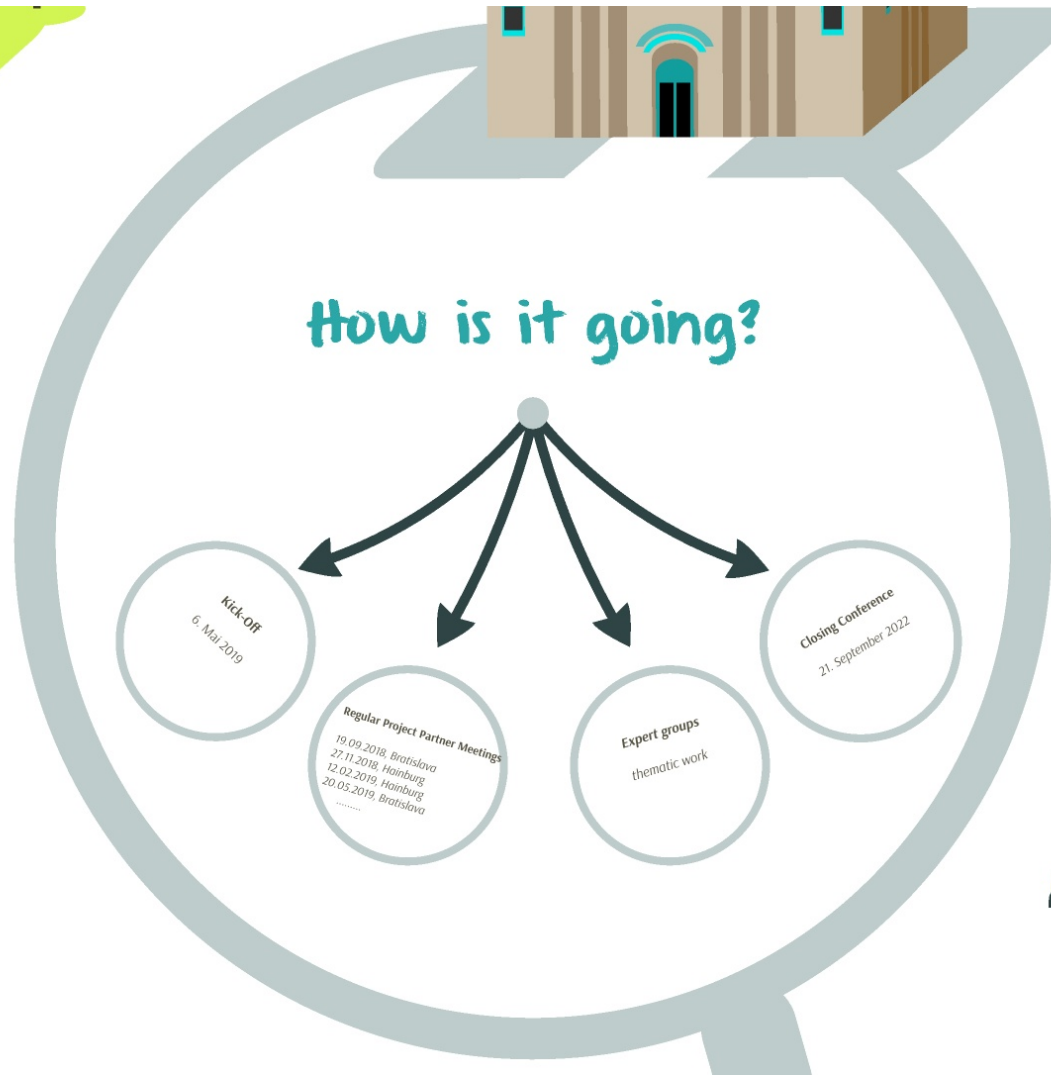 How is it going?
Kick-Off
6. Mai 2019
Regular Project Partner Meetings
19.09.2018, Bratislava
27.11.2018, Hainburg
12.02.2019, Hainburg
20.05.2019, Bratislava
.........
Expert groups
thematic work
Closing Conference
21. September 2022